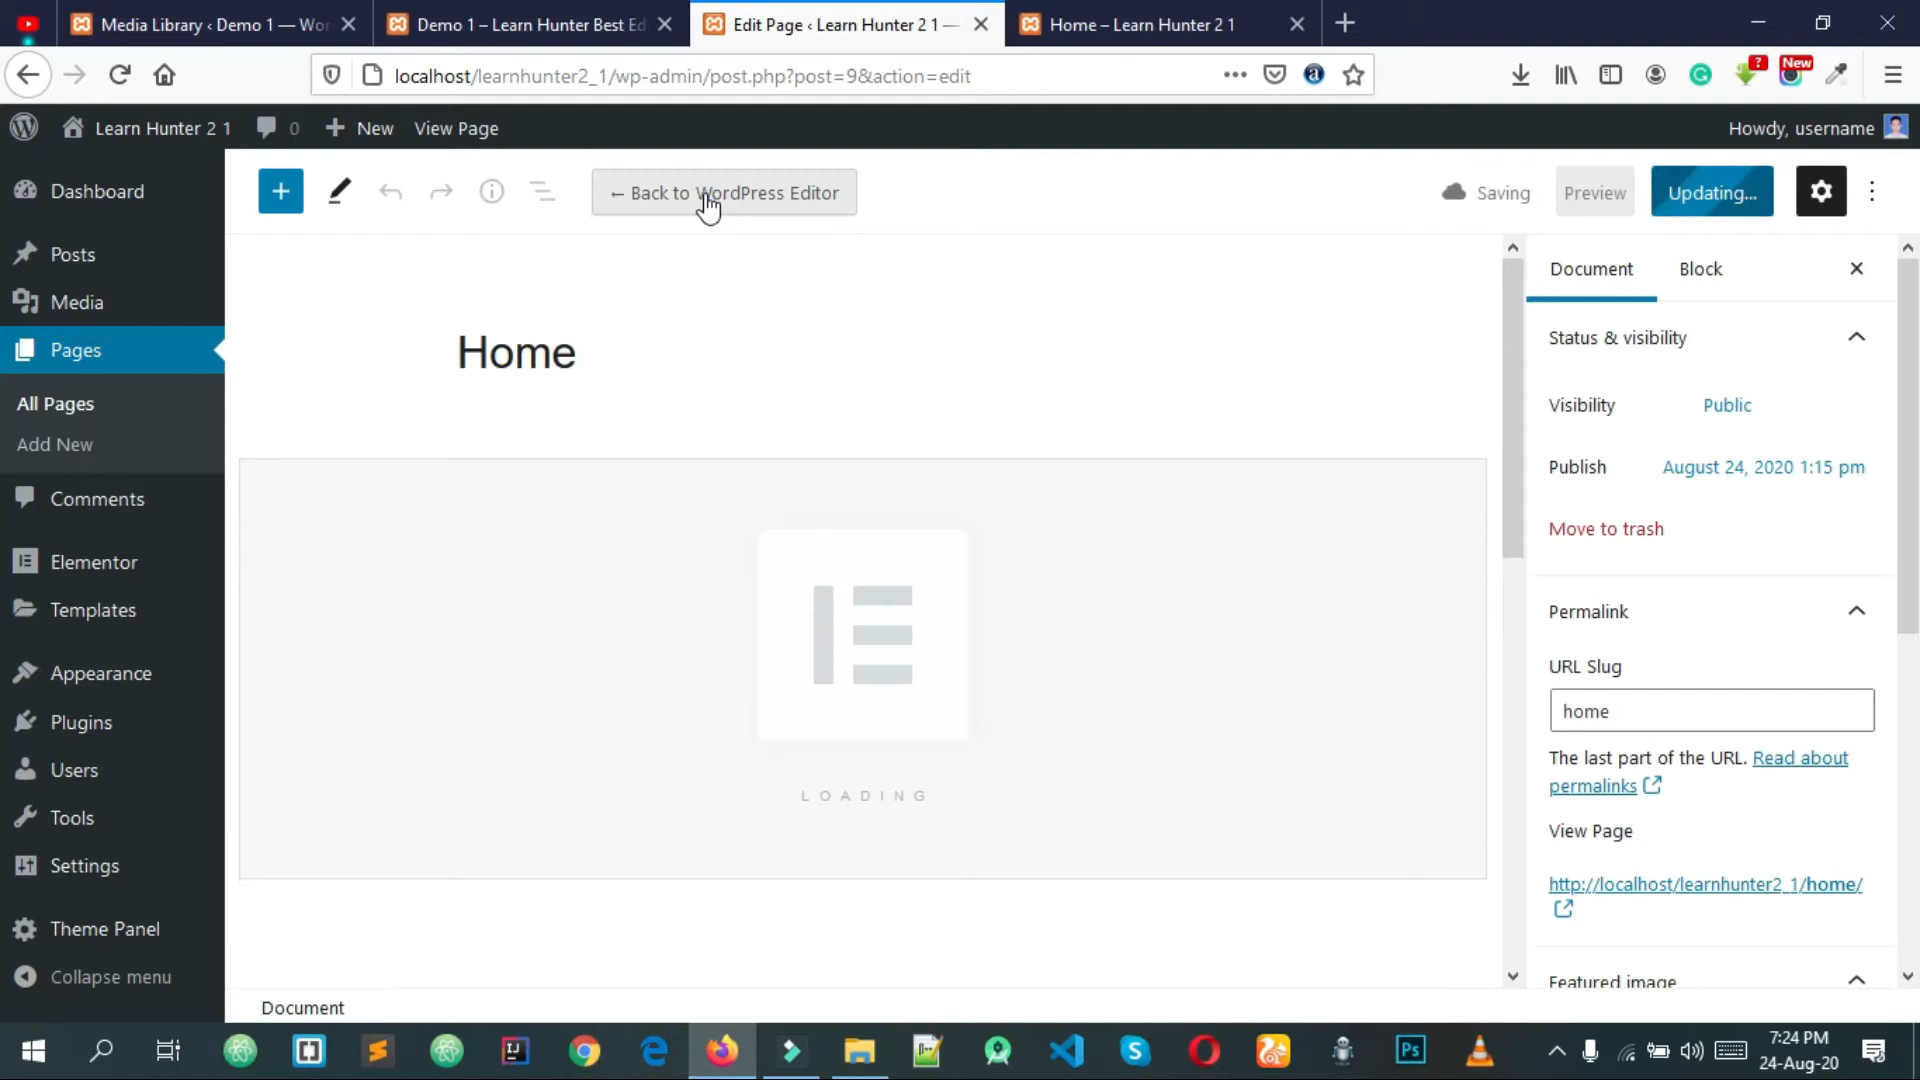 Media Library ‹ Demo 1 — Wor
Demo 1 – Learn Hunter Best Ed
Edit Page ‹ Learn Hunter 2 1 —
Home – Learn Hunter 2 1
localhost/learnhunter2_1/wp-admin/post.php?post=9&action=edit
?
New
Learn Hunter 2 1
0
New
View Page
Howdy, username
← Back to WordPress Editor
Saving
Preview
Updating...
Dashboard
Posts
Media
Pages
All Pages
Add New
Comments
Elementor
Templates
Appearance
Plugins
Users
Tools
Settings
Theme Panel
Collapse menu
Home
LOADING
Document
Document
Block
Status & visibility
Visibility
Public
Publish
August 24, 2020 1:15 pm
Move to trash
Permalink
URL Slug
home
The last part of the URL. Read about
permalinks
View Page
http://localhost/learnhunter2_1/home/
Featured image
Ps
7:24 PM
24-Aug-20